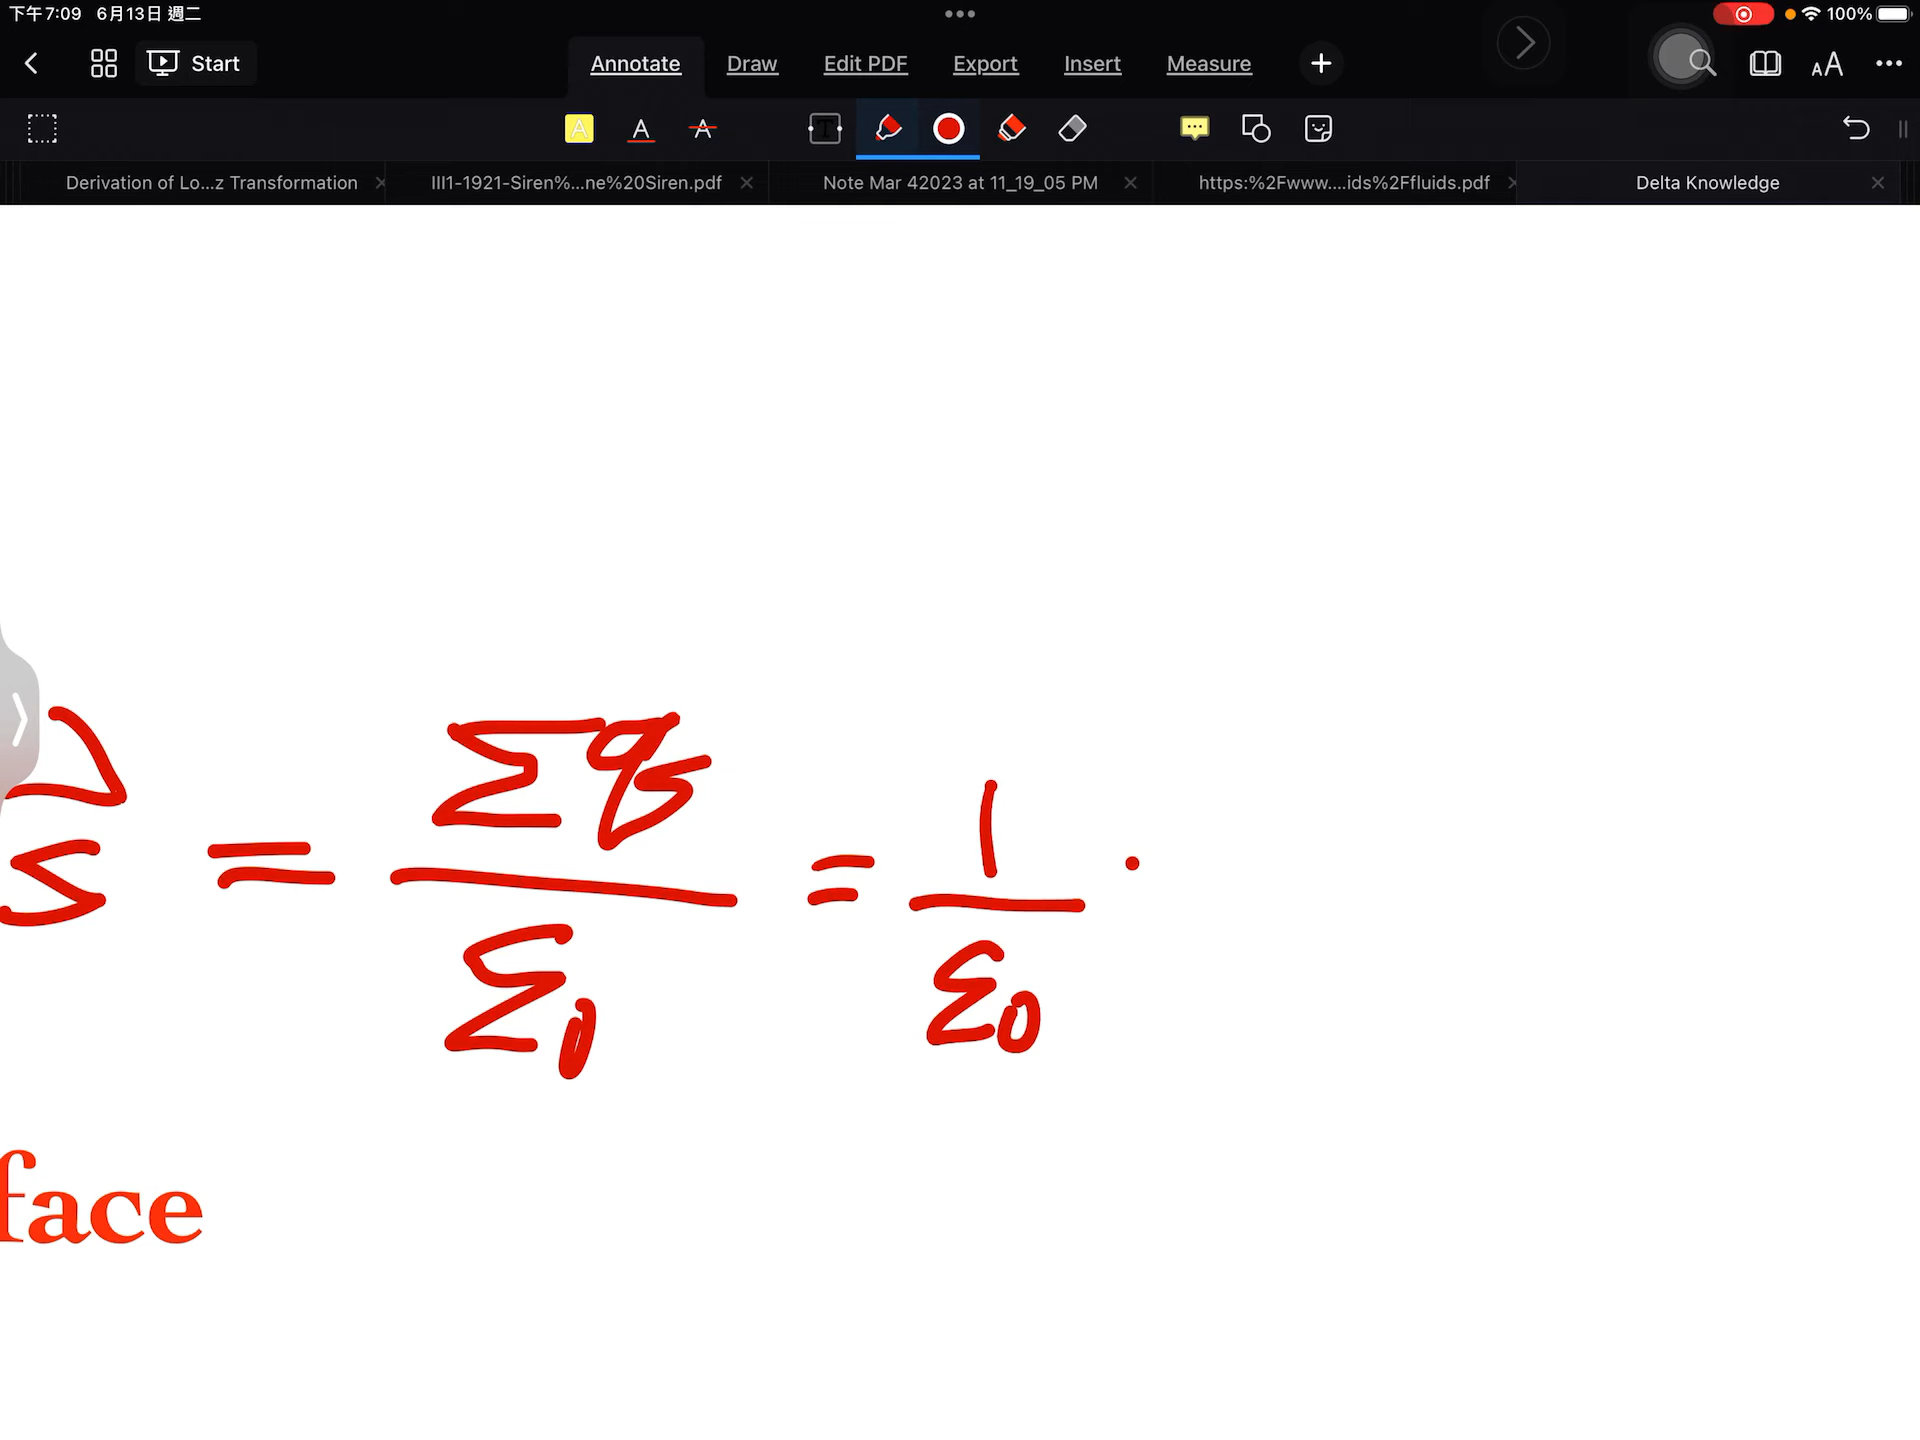 下午7:09 6月13日 週二 100%
Start Annotate Draw Edit PDF Export Insert Measure AA
A A A T
Derivation of Lo...z Transformation III1-1921-Siren%...ne%20Siren.pdf Note Mar 42023 at 11_19_05 PM https:%2Fwww....ids%2Ffluids.pdf Delta Knowledge
s = Σqs / ε0 = 1 / ε0 ·
face